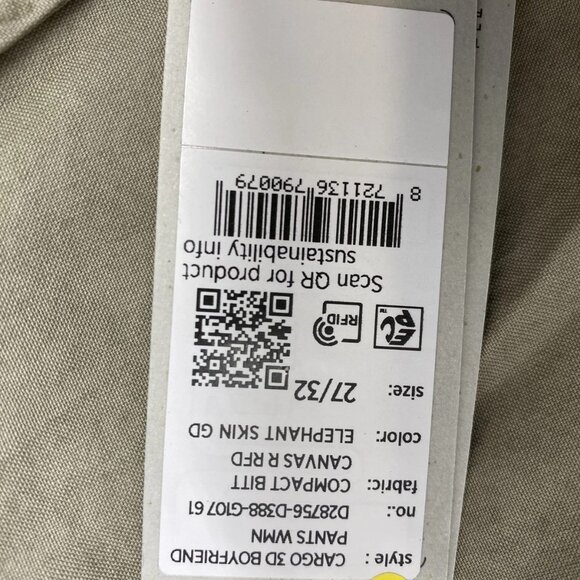 style : CARGO 3D BOYFRIEND
PANTS WMN
no.: D28756-D388-G107 61
fabric: COMPACT BITT
CANVAS R RFD
color: ELEPHANT SKIN GD
size: 27/32
EPC™ RFID
Scan QR for product
sustainability info
8 721136 790079